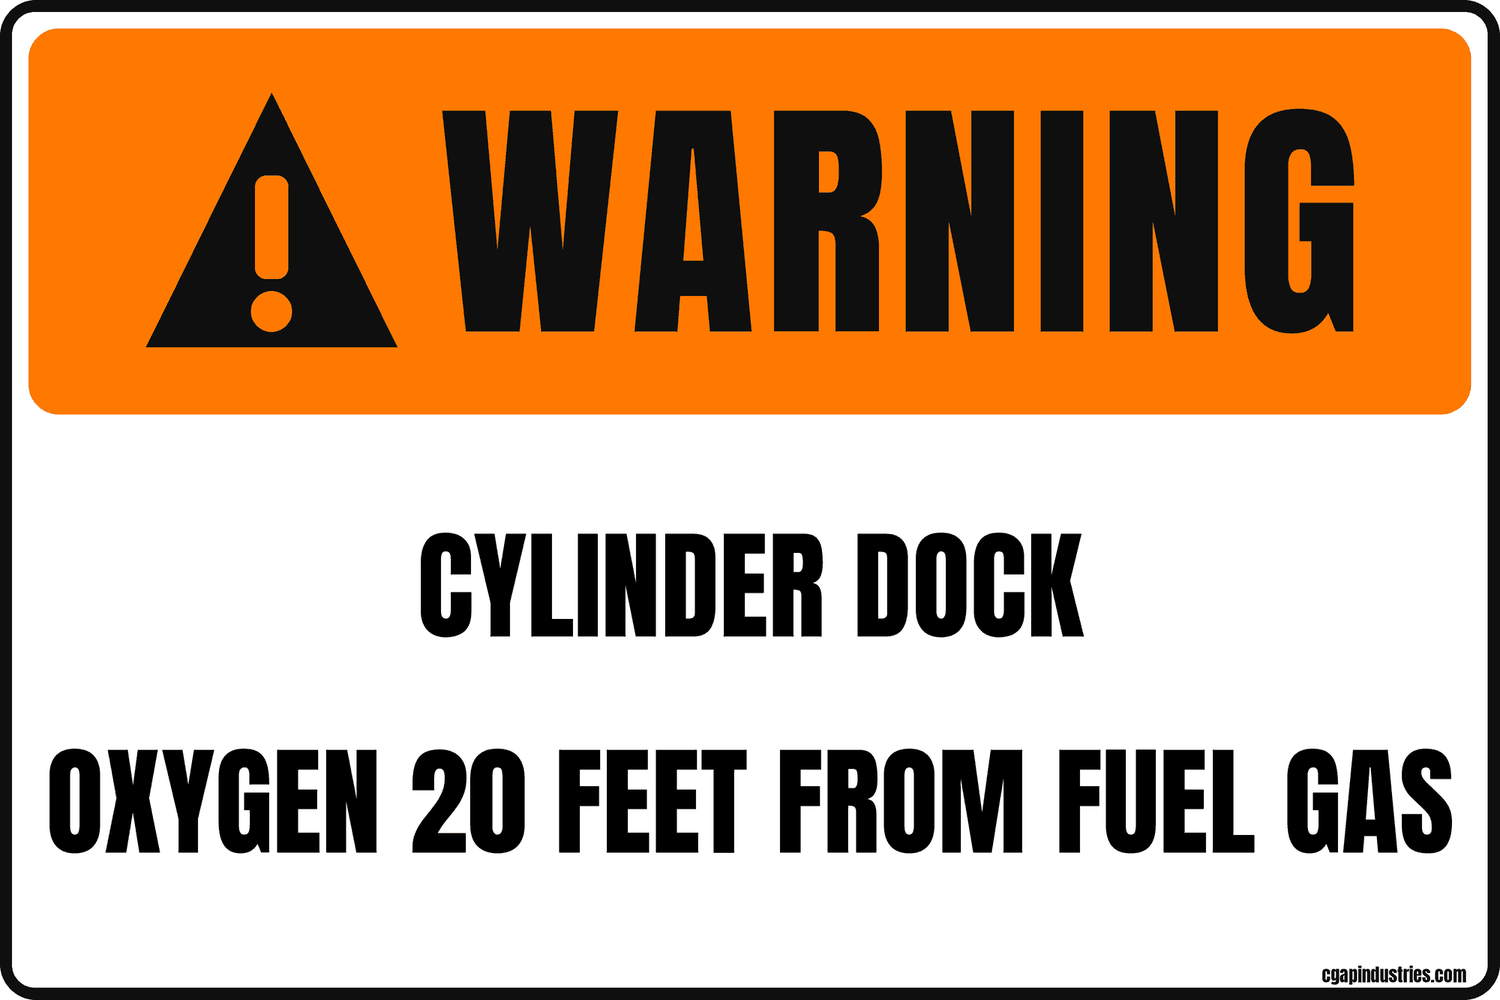 WARNING
CYLINDER DOCK
OXYGEN 20 FEET FROM FUEL GAS
cgapindustries.com